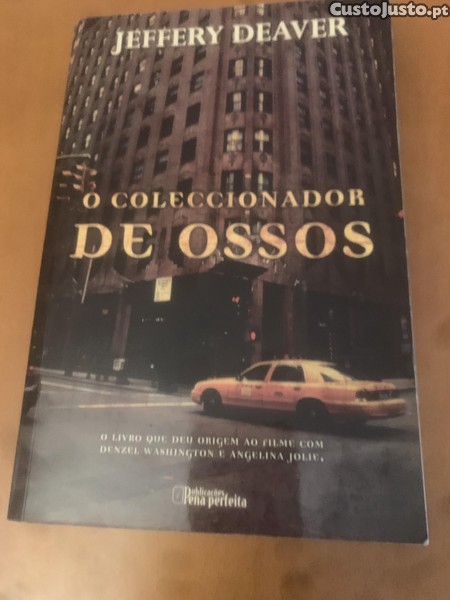 CustoJusto.pt
JEFFERY DEAVER
O COLECCIONADOR
DE OSSOS
O LIVRO QUE DEU ORIGEM AO FILME COM
DENZEL WASHINGTON E ANGELINA JOLIE.
Publicações
Pena perfeita